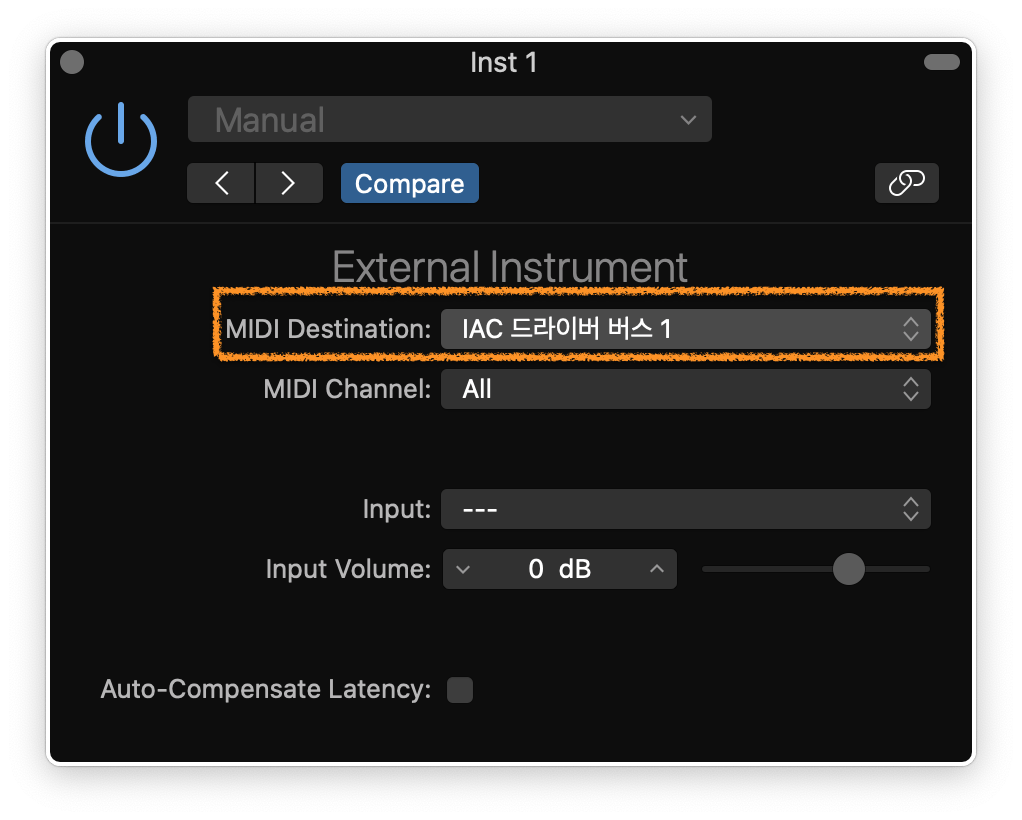 Inst 1
Manual
Compare
External Instrument
MIDI Destination: IAC 드라이버 버스 1
MIDI Channel: All
Input: ---
Input Volume: 0 dB
Auto-Compensate Latency: